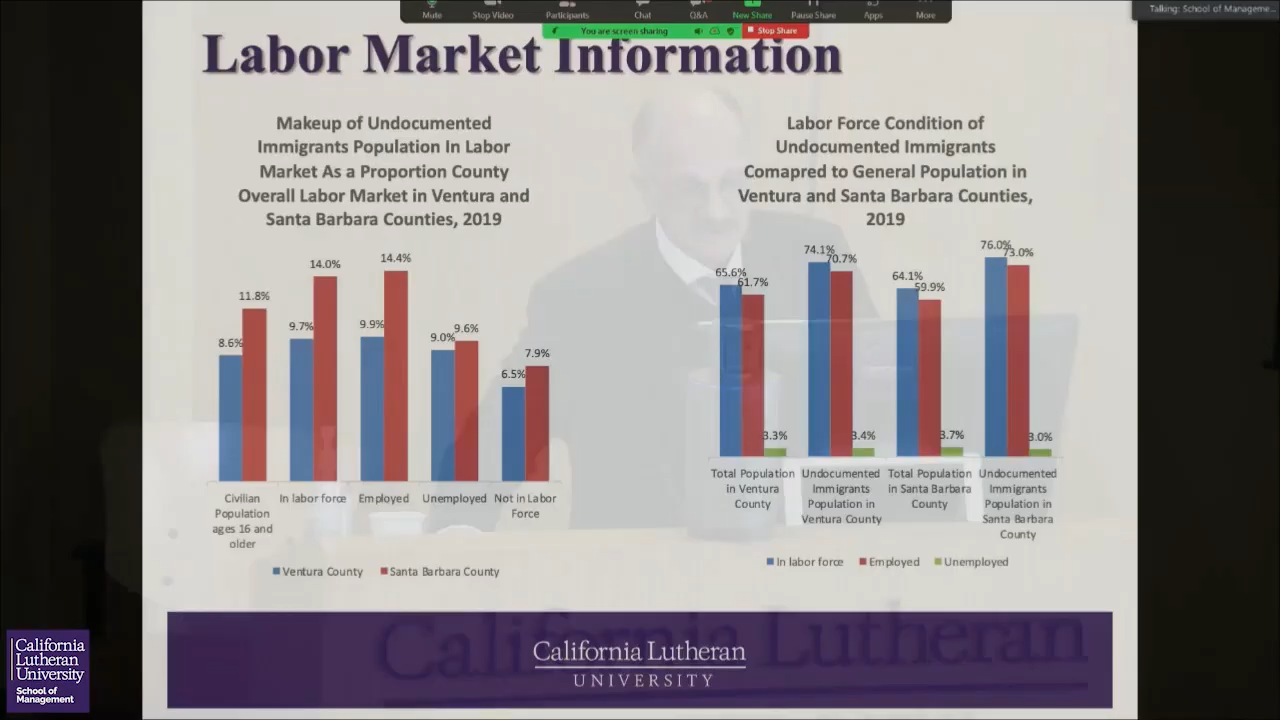 Mute
Stop Video
Participants
Chat
Q&A
New Share
Pause Share
Apps
More
Talking: School of Manageme...
You are screen sharing
Stop Share
Labor Market Information
Makeup of Undocumented
Immigrants Population In Labor
Market As a Proportion County
Overall Labor Market in Ventura and
Santa Barbara Counties, 2019
8.6%
11.8%
9.7%
14.0%
9.9%
14.4%
9.0%
9.6%
6.5%
7.9%
Civilian
Population
ages 16 and
older
In labor force
Employed
Unemployed
Not in Labor
Force
Ventura County
Santa Barbara County
Labor Force Condition of
Undocumented Immigrants
Comapred to General Population in
Ventura and Santa Barbara Counties,
2019
65.6%
61.7%
3.3%
74.1%
70.7%
3.4%
64.1%
59.9%
3.7%
76.0%
73.0%
3.0%
Total Population
in Ventura
County
Undocumented
Immigrants
Population in
Ventura County
Total Population
in Santa Barbara
County
Undocumented
Immigrants
Population in
Santa Barbara
County
In labor force
Employed
Unemployed
California Lutheran
California Lutheran
UNIVERSITY
California
Lutheran
University
School of
Management